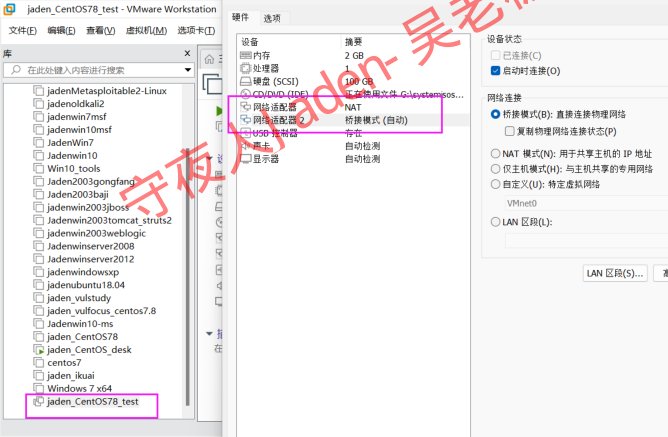 jaden_CentOS78_test - VMware Workstation
文件(F) 编辑(E) 查看(V) 虚拟机(M) 选项卡(T)
库
在此处键入内容进行搜索
jadenMetasploitable2-Linux
jadenoldkali2
jadenwin7msf
jadenwin10msf
JadenWin7
Jadenwin10
Win10_tools
Jaden2003gongfang
Jaden2003baji
jadenwin2003jboss
Jadenwin2003tomcat_struts2
jadenwin2003weblogic
Jadenwinserver2008
Jadenwinserver2012
jadenwindowsxp
jadenubuntu18.04
jaden_vulstudy
jaden_vulfocus_centos7.8
Jadenwin10-ms
jaden_CentOS78
jaden_CentOS_desk
centos7
jaden_ikuai
Windows 7 x64
jaden_CentOS78_test
硬件 选项
设备 摘要
内存 2 GB
处理器 1
硬盘 (SCSI) 100 GB
CD/DVD (IDE) 正在使用文件 G:\system\sos...
网络适配器 NAT
网络适配器 2 桥接模式 (自动)
USB 控制器 存在
声卡 自动检测
显示器 自动检测
设备状态
已连接(C)
启动时连接(O)
网络连接
桥接模式(B): 直接连接物理网络
复制物理网络连接状态(P)
NAT 模式(N): 用于共享主机的 IP 地址
仅主机模式(H): 与主机共享的专用网络
自定义(U): 特定虚拟网络
VMnet0
LAN 区段(L):
LAN 区段(S)...
守夜人Jaden- 吴老